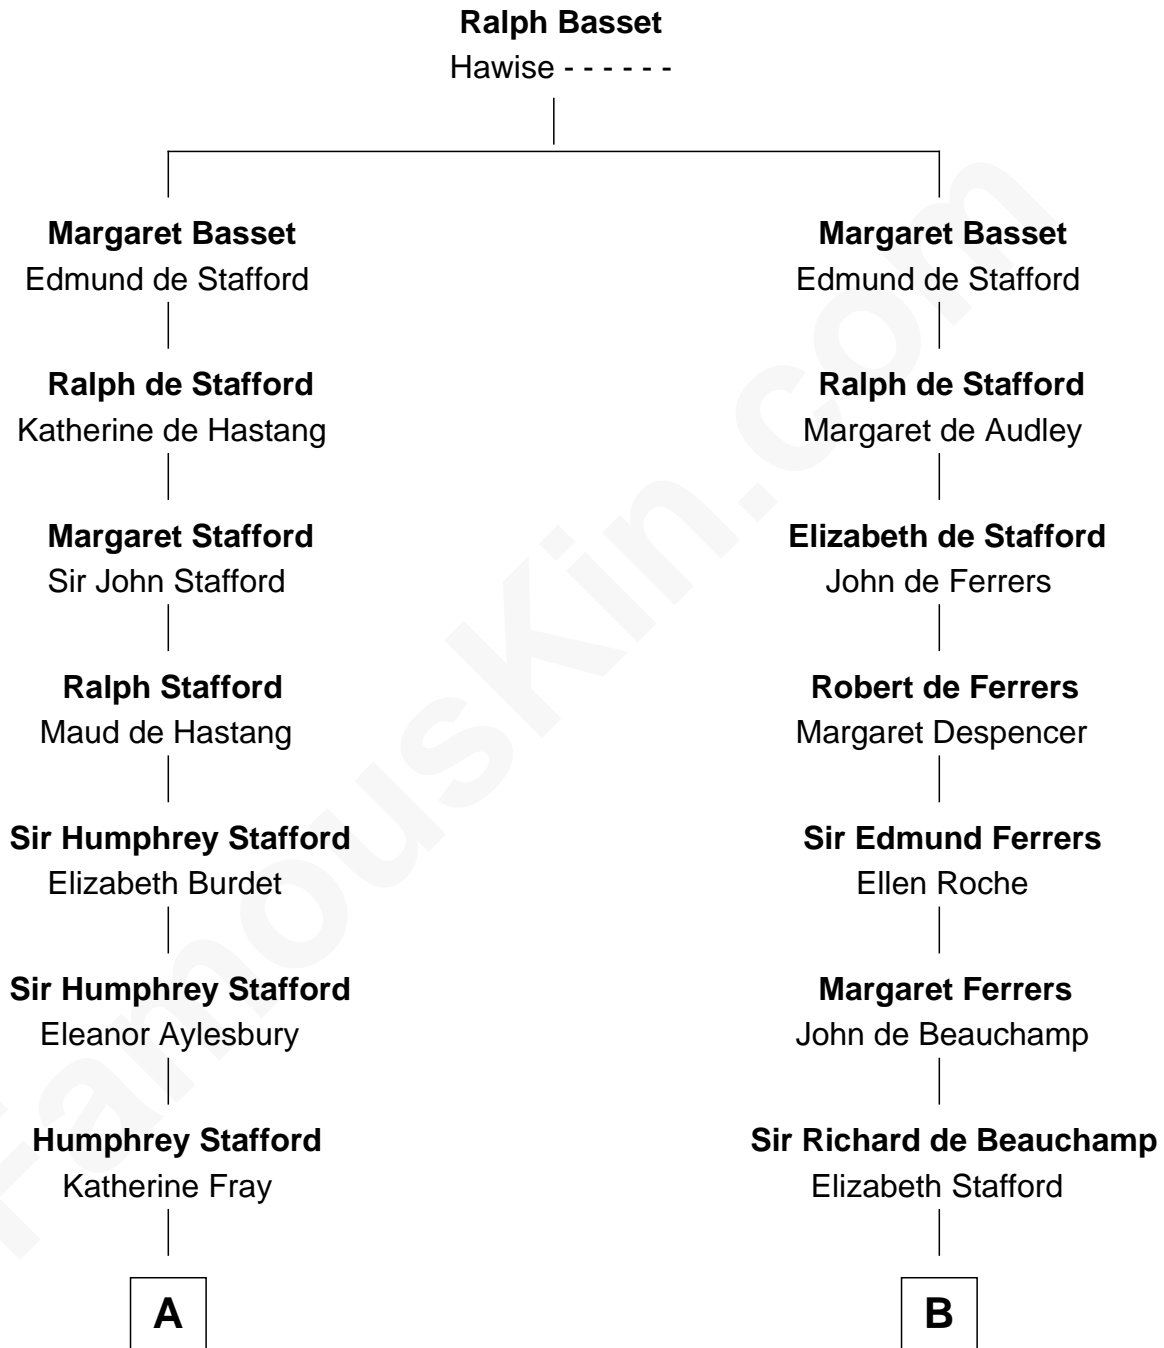 Ralph Basset
Hawise - - - - - -
Margaret Basset
Edmund de Stafford
Margaret Basset
Edmund de Stafford
Ralph de Stafford
Katherine de Hastang
Ralph de Stafford
Margaret de Audley
Margaret Stafford
Sir John Stafford
Elizabeth de Stafford
John de Ferrers
Ralph Stafford
Maud de Hastang
Robert de Ferrers
Margaret Despencer
Sir Humphrey Stafford
Elizabeth Burdet
Sir Edmund Ferrers
Ellen Roche
Sir Humphrey Stafford
Eleanor Aylesbury
Margaret Ferrers
John de Beauchamp
Humphrey Stafford
Katherine Fray
Sir Richard de Beauchamp
Elizabeth Stafford
A
B
FamousKin.com